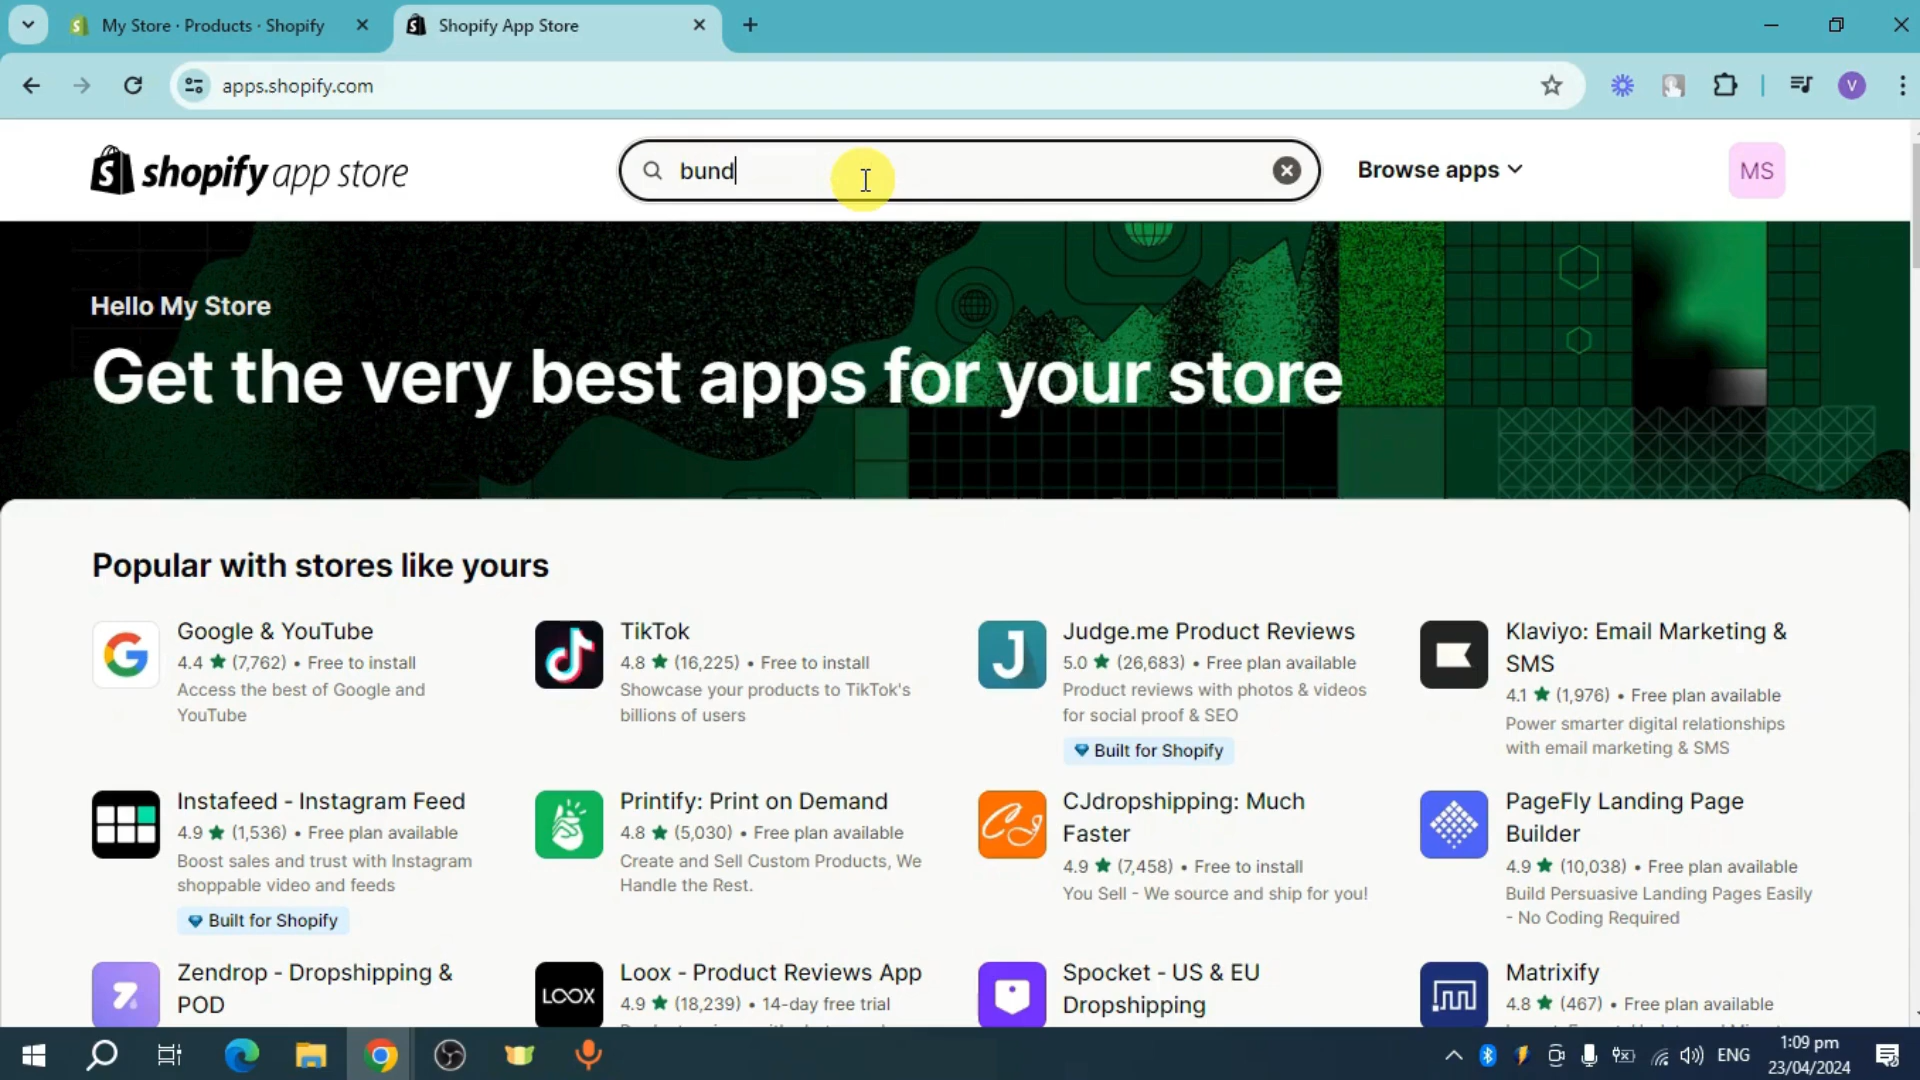 My Store · Products · Shopify
Shopify App Store
apps.shopify.com
V
shopify app store
bund
Browse apps
MS
Hello My Store
Get the very best apps for your store
Popular with stores like yours
Google & YouTube
4.4 ★ (7,762) • Free to install
Access the best of Google and
YouTube
TikTok
4.8 ★ (16,225) • Free to install
Showcase your products to TikTok's
billions of users
Judge.me Product Reviews
5.0 ★ (26,683) • Free plan available
Product reviews with photos & videos
for social proof & SEO
Built for Shopify
Klaviyo: Email Marketing &
SMS
4.1 ★ (1,976) • Free plan available
Power smarter digital relationships
with email marketing & SMS
Instafeed - Instagram Feed
4.9 ★ (1,536) • Free plan available
Boost sales and trust with Instagram
shoppable video and feeds
Built for Shopify
Printify: Print on Demand
4.8 ★ (5,030) • Free plan available
Create and Sell Custom Products, We
Handle the Rest.
CJdropshipping: Much
Faster
4.9 ★ (7,458) • Free to install
You Sell - We source and ship for you!
PageFly Landing Page
Builder
4.9 ★ (10,038) • Free plan available
Build Persuasive Landing Pages Easily
- No Coding Required
Zendrop - Dropshipping &
POD
LOOX
Loox - Product Reviews App
4.9 ★ (18,239) • 14-day free trial
Spocket - US & EU
Dropshipping
Matrixify
4.8 ★ (467) • Free plan available
ENG
1:09 pm
23/04/2024